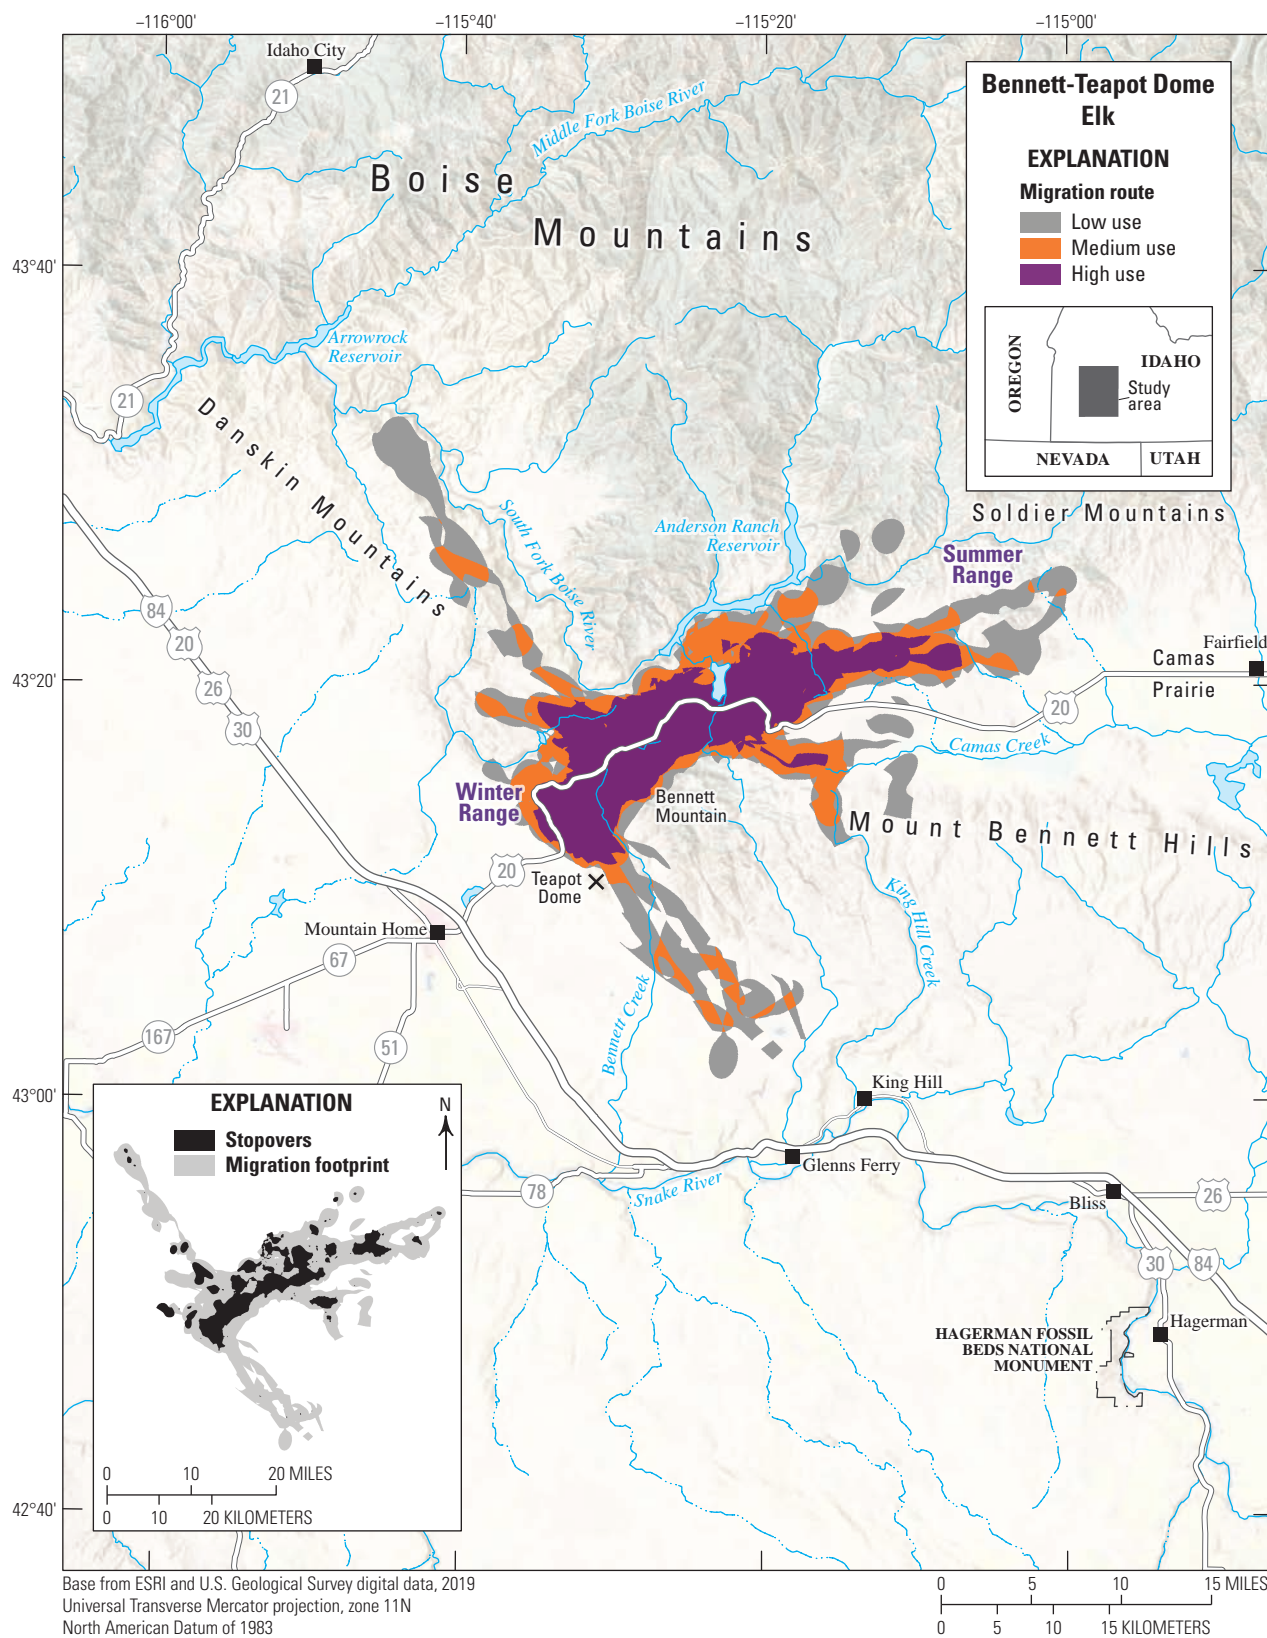 −116°00'
−115°40'
−115°20'
−115°00'
Idaho City
21
Middle Fork Boise River
Boise
Mountains
Bennett-Teapot Dome
Elk
EXPLANATION
Migration route
Low use
Medium use
High use
OREGON
IDAHO
Study
area
NEVADA
UTAH
43°40'
Arrowrock
Reservoir
21
Danskin Mountains
South Fork Boise River
Anderson Ranch
Reservoir
Soldier Mountains
Summer
Range
84
20
26
30
Fairfield
Camas
Prairie
43°20'
20
Camas Creek
Winter
Range
Bennett
Mountain
Mount Bennett Hills
20
Teapot
Dome
King Hill Creek
Mountain Home
67
Bennett Creek
167
51
43°00'
King Hill
Glenns Ferry
Snake River
78
Bliss
26
30
84
Hagerman
HAGERMAN FOSSIL
BEDS NATIONAL
MONUMENT
EXPLANATION
N
Stopovers
Migration footprint
0 10 20 MILES
0 10 20 KILOMETERS
42°40'
Base from ESRI and U.S. Geological Survey digital data, 2019
Universal Transverse Mercator projection, zone 11N
North American Datum of 1983
0 5 10 15 MILES
0 5 10 15 KILOMETERS